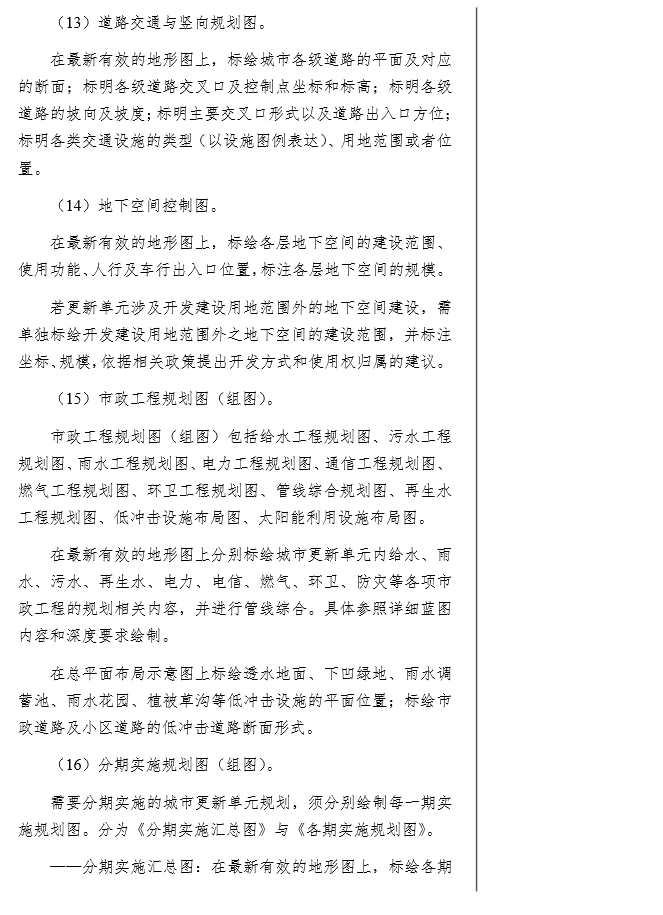 （13）道路交通与竖向规划图。
在最新有效的地形图上，标绘城市各级道路的平面及对应
的断面；标明各级道路交叉口及控制点坐标和标高；标明各级
道路的坡向及坡度；标明主要交叉口形式以及道路出入口方位；
标明各类交通设施的类型（以设施图例表达）、用地范围或者位
置。
（14）地下空间控制图。
在最新有效的地形图上，标绘各层地下空间的建设范围、
使用功能、人行及车行出入口位置，标注各层地下空间的规模。
若更新单元涉及开发建设用地范围外的地下空间建设，需
单独标绘开发建设用地范围外之地下空间的建设范围，并标注
坐标、规模，依据相关政策提出开发方式和使用权归属的建议。
（15）市政工程规划图（组图）。
市政工程规划图（组图）包括给水工程规划图、污水工程
规划图、雨水工程规划图、电力工程规划图、通信工程规划图、
燃气工程规划图、环卫工程规划图、管线综合规划图、再生水
工程规划图、低冲击设施布局图、太阳能利用设施布局图。
在最新有效的地形图上分别标绘城市更新单元内给水、雨
水、污水、再生水、电力、电信、燃气、环卫、防灾等各项市
政工程的规划相关内容，并进行管线综合。具体参照详细蓝图
内容和深度要求绘制。
在总平面布局示意图上标绘透水地面、下凹绿地、雨水调
蓄池、雨水花园、植被草沟等低冲击设施的平面位置；标绘市
政道路及小区道路的低冲击道路断面形式。
（16）分期实施规划图（组图）。
需要分期实施的城市更新单元规划，须分别绘制每一期实
施规划图。分为《分期实施汇总图》与《各期实施规划图》。
——分期实施汇总图：在最新有效的地形图上，标绘各期